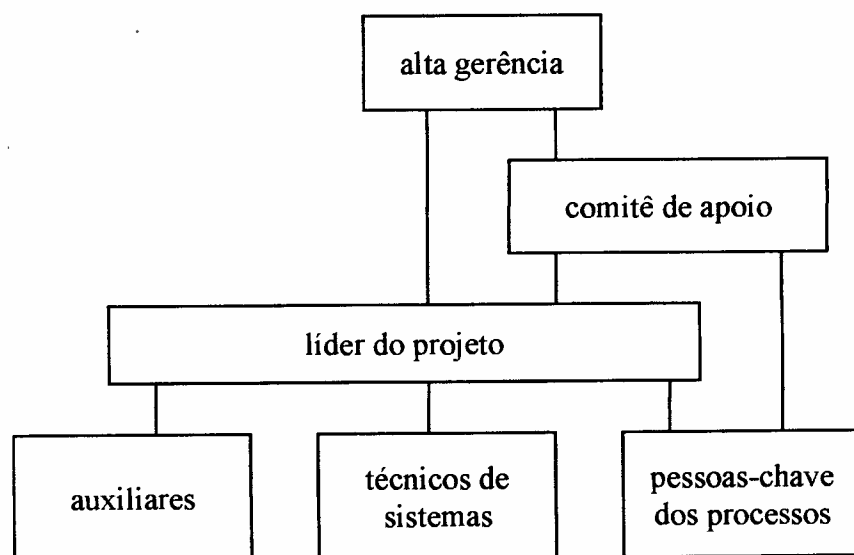 alta gerência
comitê de apoio
líder do projeto
auxiliares
técnicos de
sistemas
pessoas-chave
dos processos